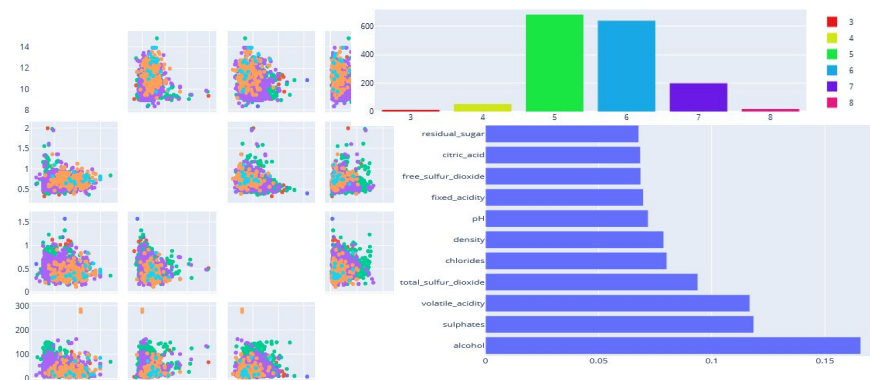 14
12
10
8
2
1.5
1
0.5
1.5
1
0.5
0
300
200
100
0
600
400
200
0
3 4 5 6 7 8
3
4
5
6
7
8
residual_sugar
citric_acid
free_sulfur_dioxide
fixed_acidity
pH
density
chlorides
total_sulfur_dioxide
volatile_acidity
sulphates
alcohol
0 0.05 0.1 0.15